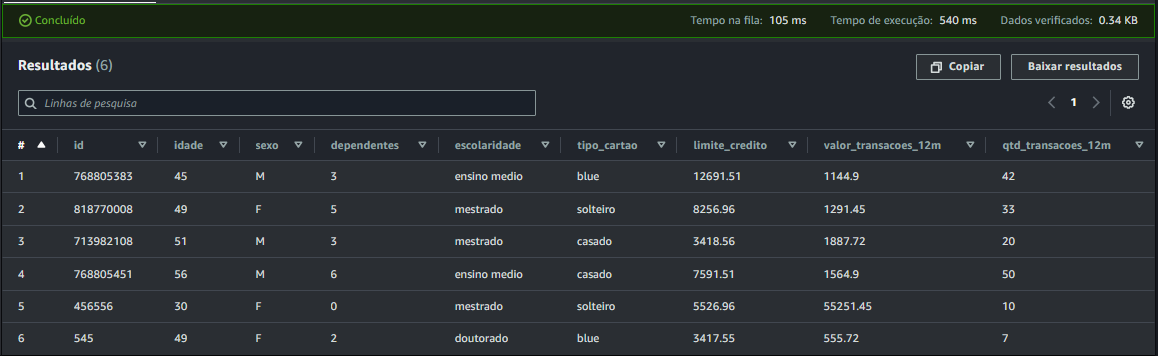 Concluído Tempo na fila: 105 ms Tempo de execução: 540 ms Dados verificados: 0.34 KB
Resultados (6) Copiar Baixar resultados
Linhas de pesquisa 1
# id idade sexo dependentes escolaridade tipo_cartao limite_credito valor_transacoes_12m qtd_transacoes_12m
1 768805383 45 M 3 ensino medio blue 12691.51 1144.9 42
2 818770008 49 F 5 mestrado solteiro 8256.96 1291.45 33
3 713982108 51 M 3 mestrado casado 3418.56 1887.72 20
4 768805451 56 M 6 ensino medio casado 7591.51 1564.9 50
5 456556 30 F 0 mestrado solteiro 5526.96 55251.45 10
6 545 49 F 2 doutorado blue 3417.55 555.72 7